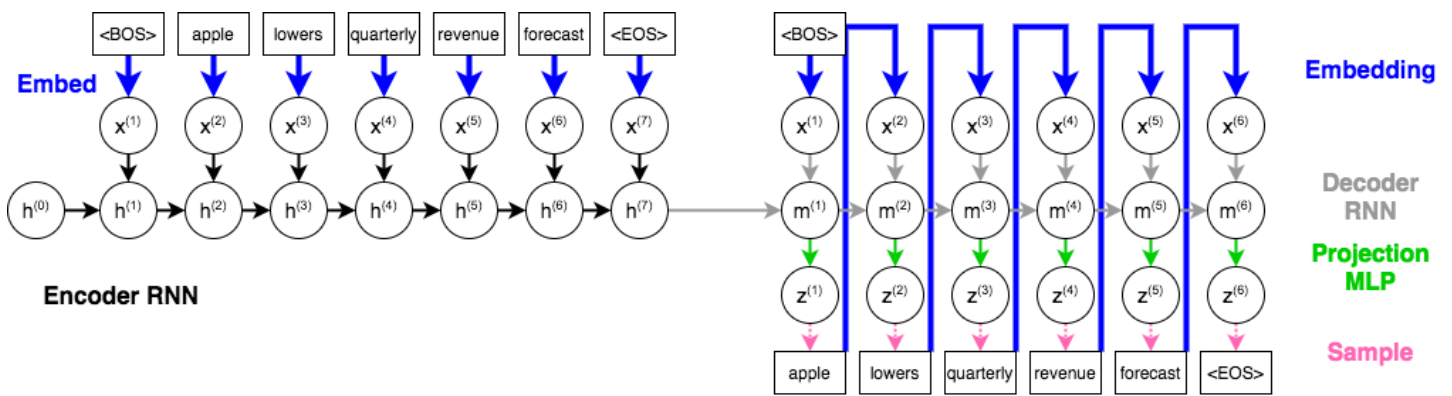 <BOS> apple lowers quarterly revenue forecast <EOS> <BOS>
Embed Embedding
x(1) x(2) x(3) x(4) x(5) x(6) x(7) x(1) x(2) x(3) x(4) x(5) x(6)
Decoder
RNN
h(0) h(1) h(2) h(3) h(4) h(5) h(6) h(7) m(1) m(2) m(3) m(4) m(5) m(6)
Projection
MLP
Encoder RNN z(1) z(2) z(3) z(4) z(5) z(6)
Sample
apple lowers quarterly revenue forecast <EOS>